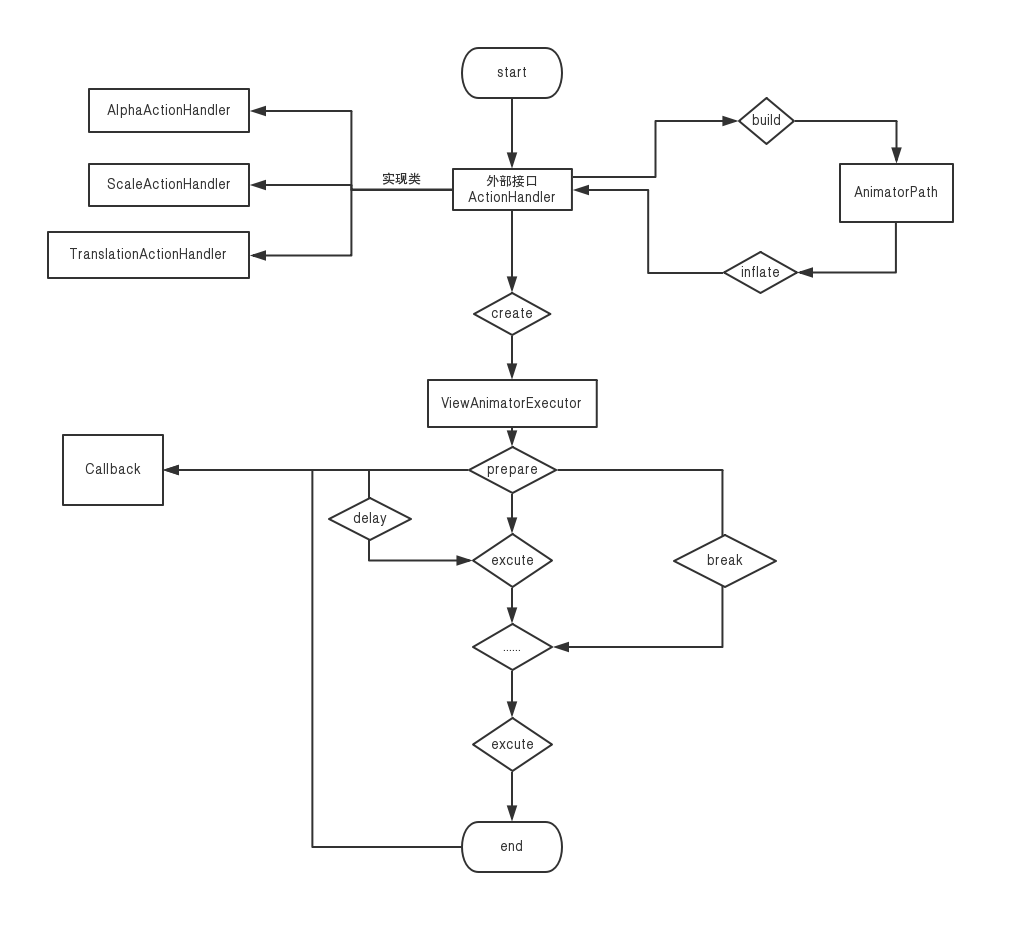 start
AlphaActionHandler
build
ScaleActionHandler
实现类
外部接口
ActionHandler
AnimatorPath
TranslationActionHandler
inflate
create
ViewAnimatorExecutor
Callback
prepare
delay
excute
break
......
excute
end